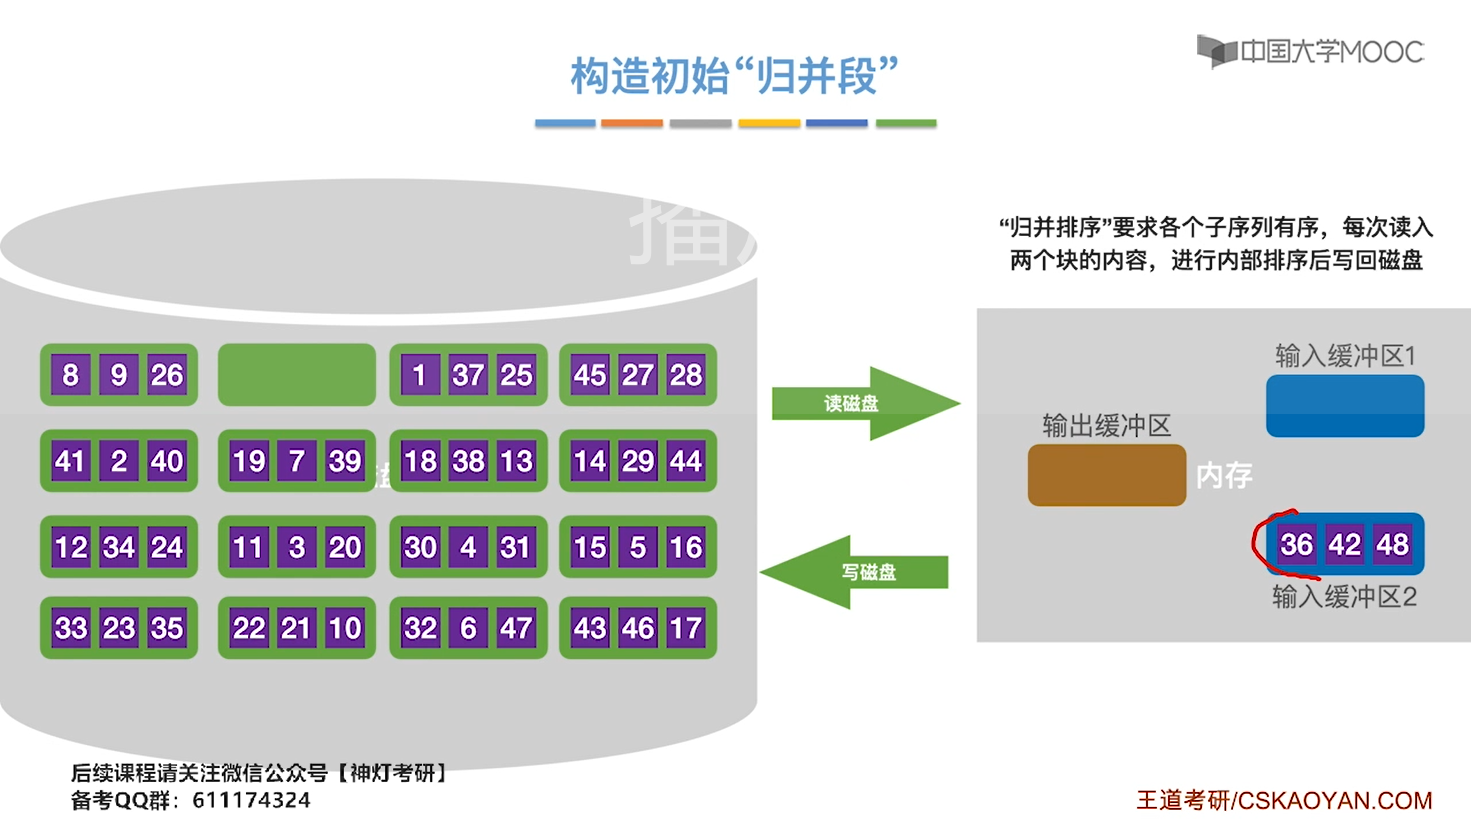 中国大学MOOC
构造初始“归并段”
“归并排序”要求各个子序列有序，每次读入
两个块的内容，进行内部排序后写回磁盘
8 9 26
1 37 25
45 27 28
41 2 40
19 7 39
18 38 13
14 29 44
12 34 24
11 3 20
30 4 31
15 5 16
33 23 35
22 21 10
32 6 47
43 46 17
读磁盘
写磁盘
输入缓冲区1
输出缓冲区
内存
36 42 48
输入缓冲区2
后续课程请关注微信公众号【神灯考研】
备考QQ群：611174324
王道考研/CSKAOYAN.COM